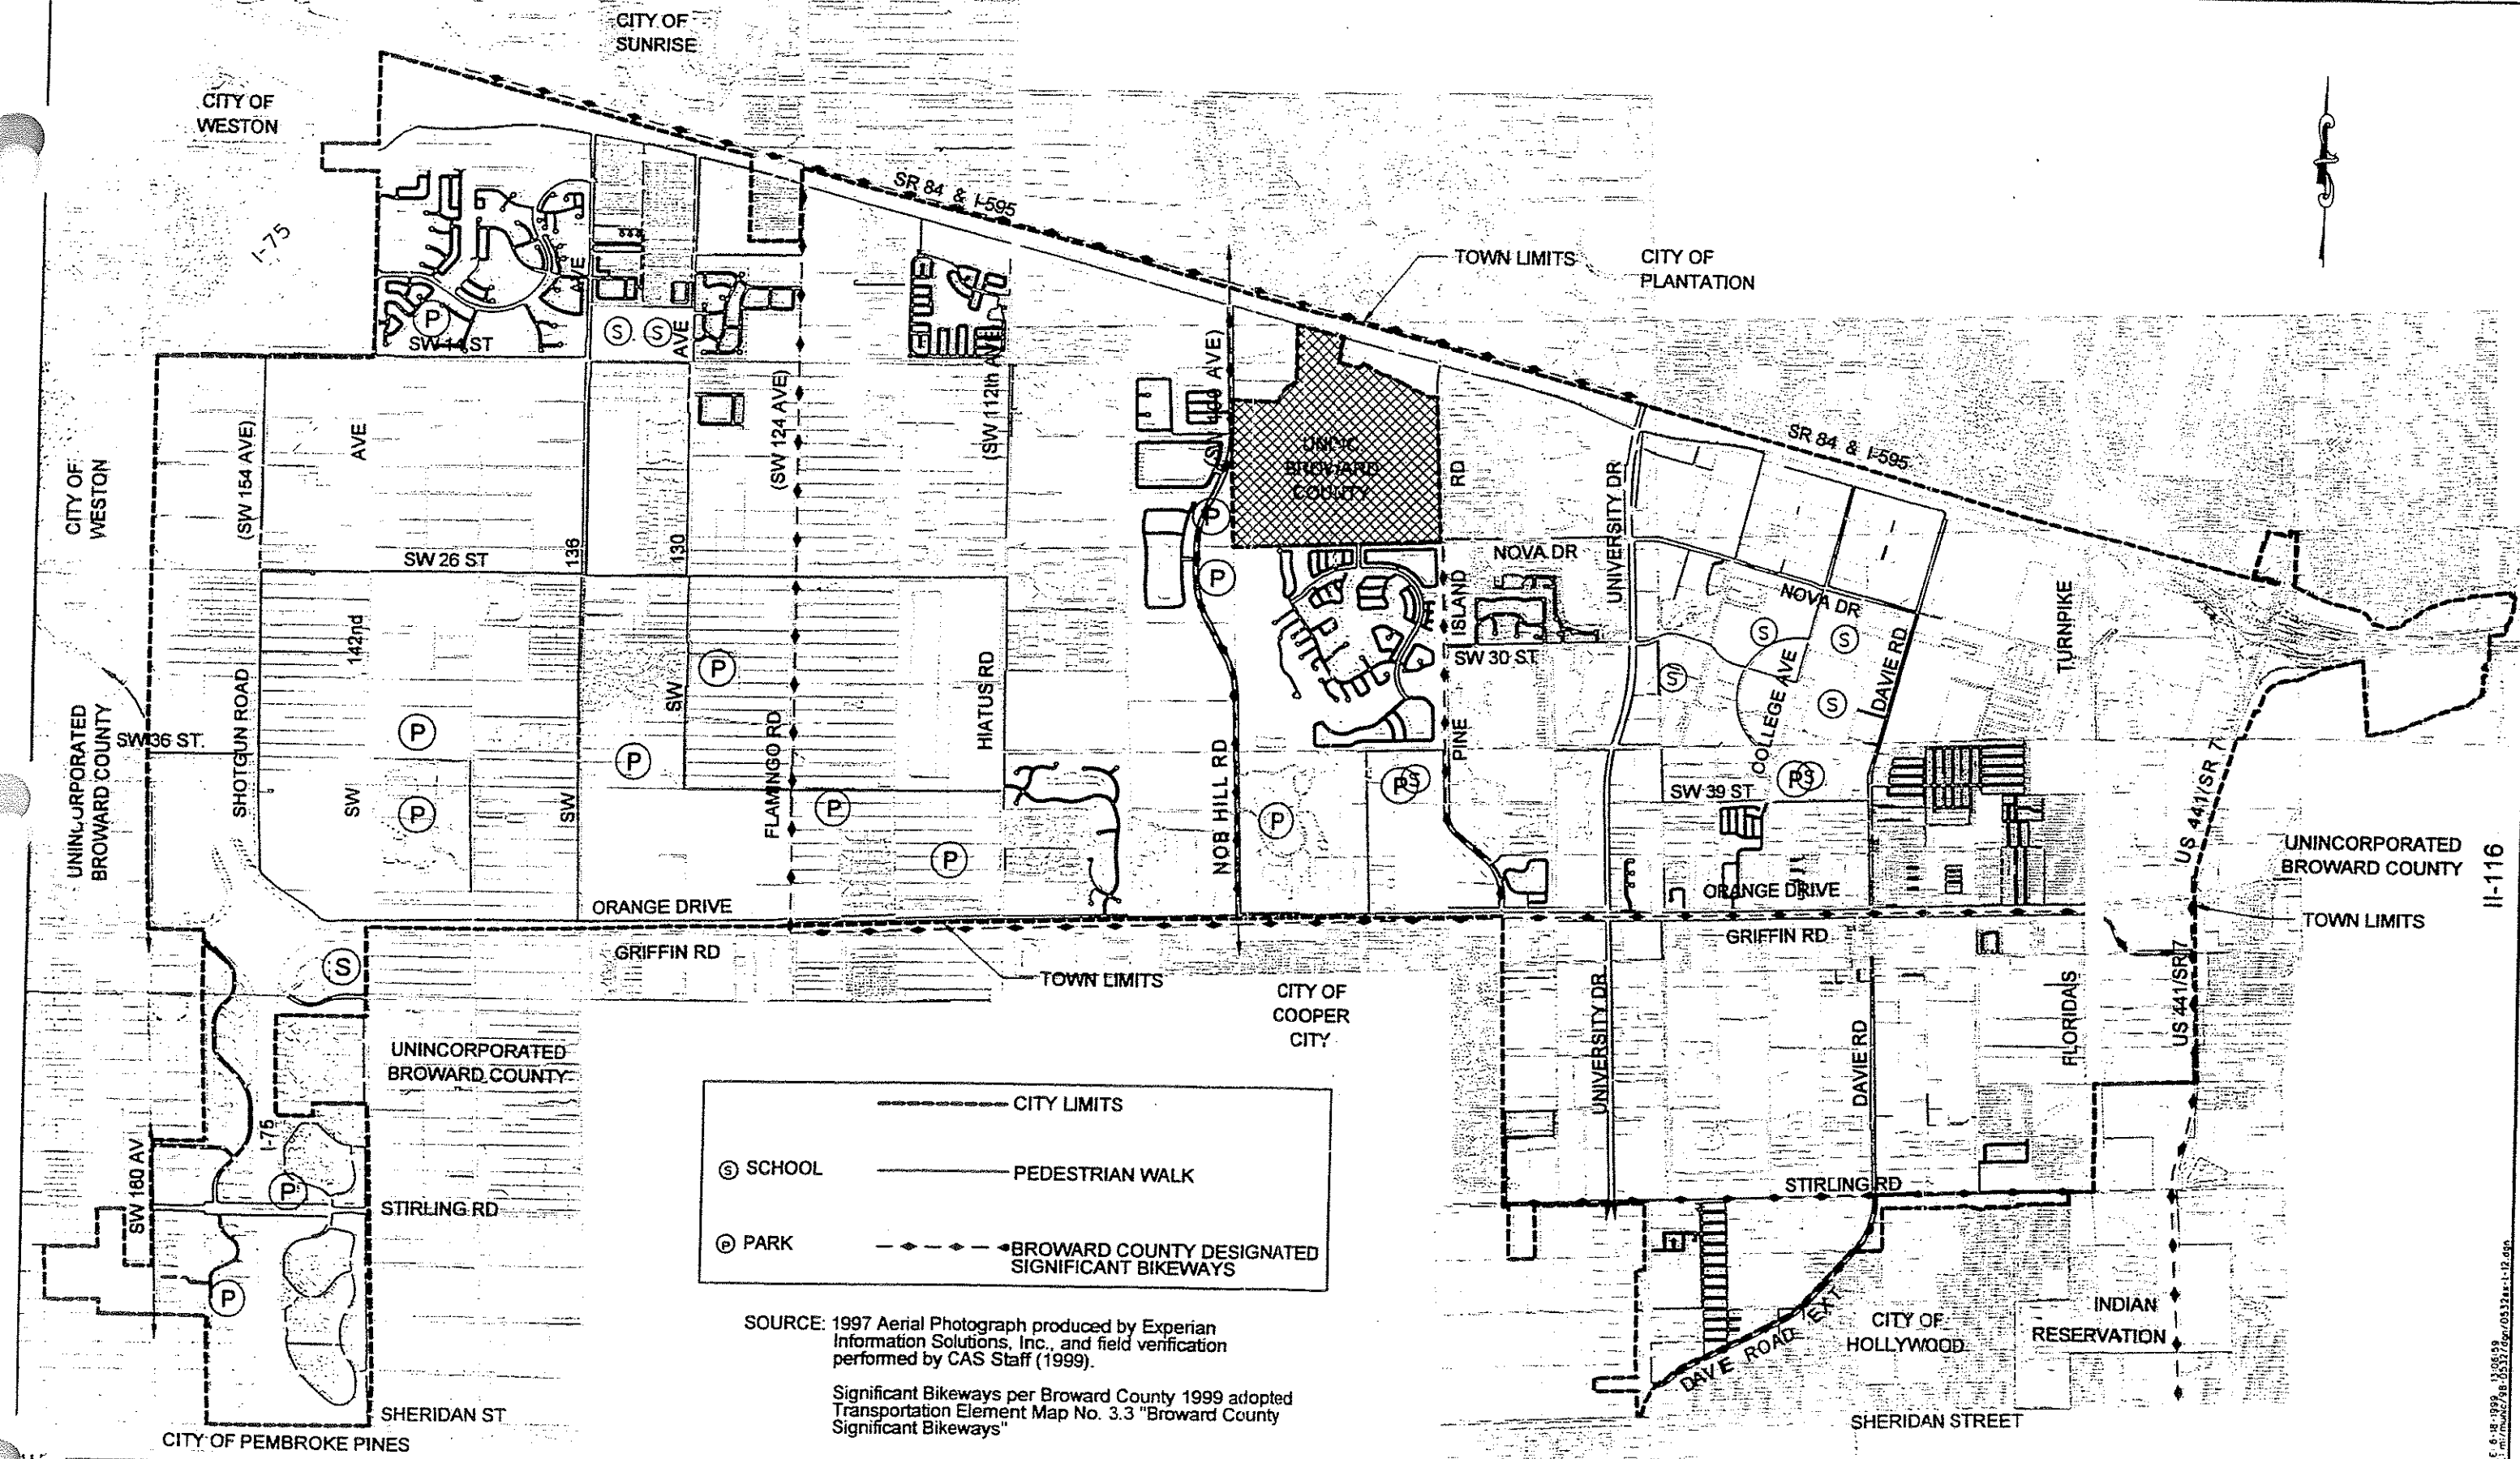 CITY OF
SUNRISE
CITY OF
WESTON
I-75
SR 84 & I-595
TOWN LIMITS
CITY OF
PLANTATION
AVE
P
SW 14 ST
S
S
AVE
(SW 124 AVE)
(SW 112th AVE)
AVE)
UNINC
BROWARD
COUNTY
RD
UNIVERSITY DR
SR 84 & I-595
CITY OF
WESTON
(SW 154 AVE)
AVE
SW 26 ST
136
130
P
P
NOVA DR
NOVA DR
ISLAND
SW 30 ST
PINE
S
S
S
S
COLLEGE AVE
DAVIE RD
TURNPIKE
142nd
SW
P
P
SW
P
SW
P
FLAMINGO RD
P
P
HIATUS RD
NOB HILL RD
P
PS
PS
SW 39 ST
UNINCORPORATED
BROWARD COUNTY
SW 36 ST.
SHOTGUN ROAD
US 441/SR 7
UNINCORPORATED
BROWARD COUNTY
II-116
TOWN LIMITS
ORANGE DRIVE
GRIFFIN RD
TOWN LIMITS
ORANGE DRIVE
GRIFFIN RD
S
CITY OF
COOPER
CITY
UNIVERSITY DR
DAVIE RD
FLORIDAS
US 441/SR 7
UNINCORPORATED
BROWARD COUNTY
I-75
SW 160 AV
P
STIRLING RD
P
CITY LIMITS
S SCHOOL
PEDESTRIAN WALK
P PARK
BROWARD COUNTY DESIGNATED
SIGNIFICANT BIKEWAYS
STIRLING RD
DAVIE ROAD EXT
CITY OF
HOLLYWOOD
INDIAN
RESERVATION
SHERIDAN STREET
SOURCE: 1997 Aerial Photograph produced by Experian
Information Solutions, Inc., and field verification
performed by CAS Staff (1999).
Significant Bikeways per Broward County 1999 adopted
Transportation Element Map No. 3.3 "Broward County
Significant Bikeways"
SHERIDAN ST
CITY OF PEMBROKE PINES